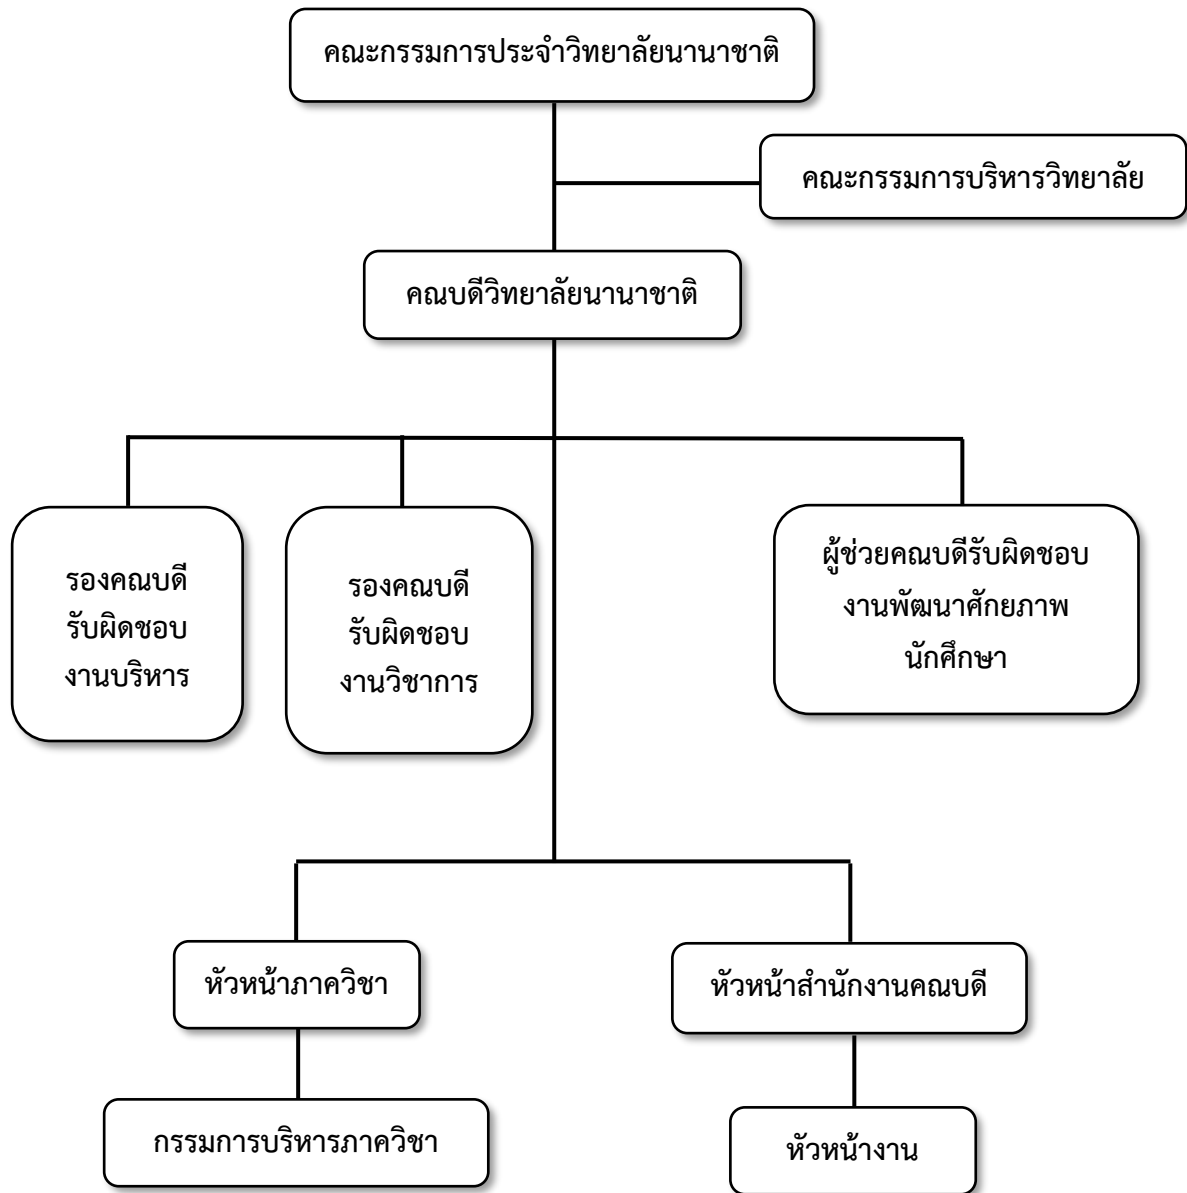 คณะกรรมการประจำวิทยาลัยนานาชาติ
คณะกรรมการบริหารวิทยาลัย
คณบดีวิทยาลัยนานาชาติ
รองคณบดี
รับผิดชอบ
งานบริหาร
รองคณบดี
รับผิดชอบ
งานวิชาการ
ผู้ช่วยคณบดีรับผิดชอบ
งานพัฒนาศักยภาพ
นักศึกษา
หัวหน้าภาควิชา
หัวหน้าสำนักงานคณบดี
กรรมการบริหารภาควิชา
หัวหน้างาน